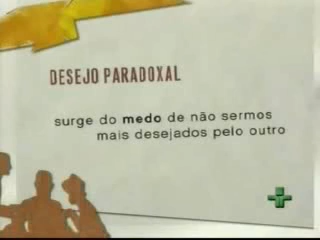 DESEJO PARADOXAL
surge do medo de não sermos
mais desejados pelo outro